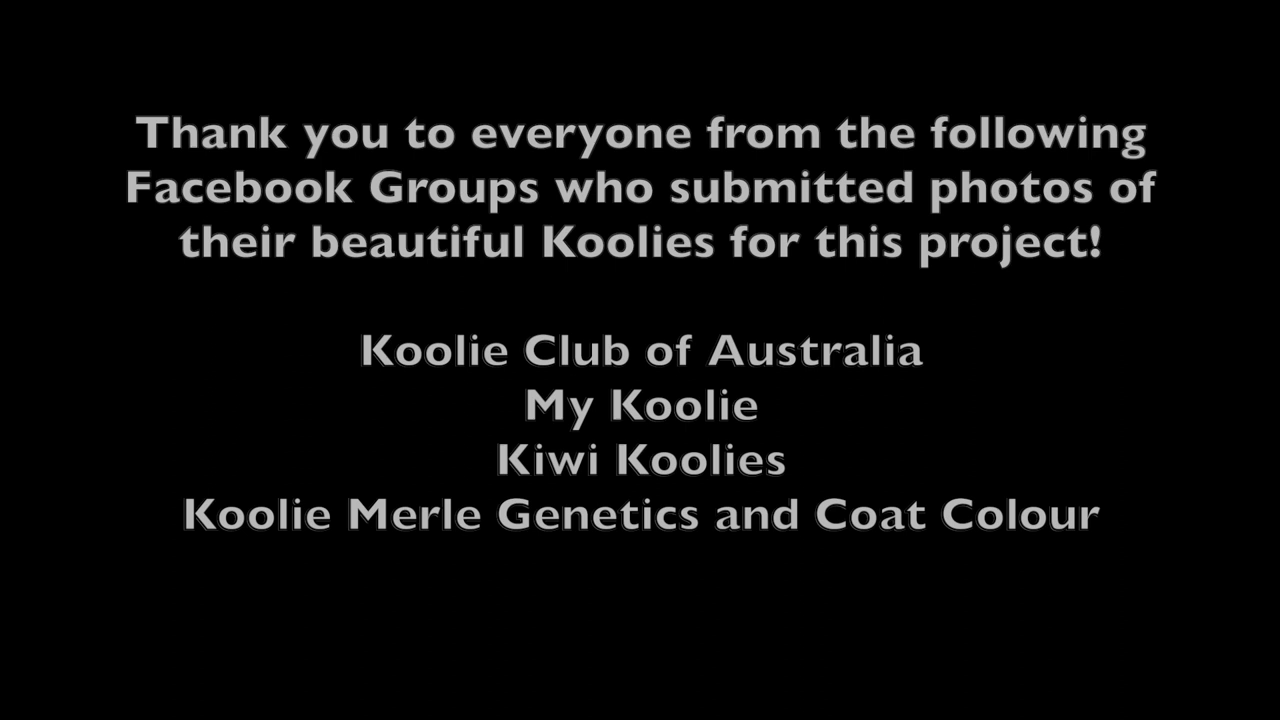 Thank you to everyone from the following
Facebook Groups who submitted photos of
their beautiful Koolies for this project!
Koolie Club of Australia
My Koolie
Kiwi Koolies
Koolie Merle Genetics and Coat Colour